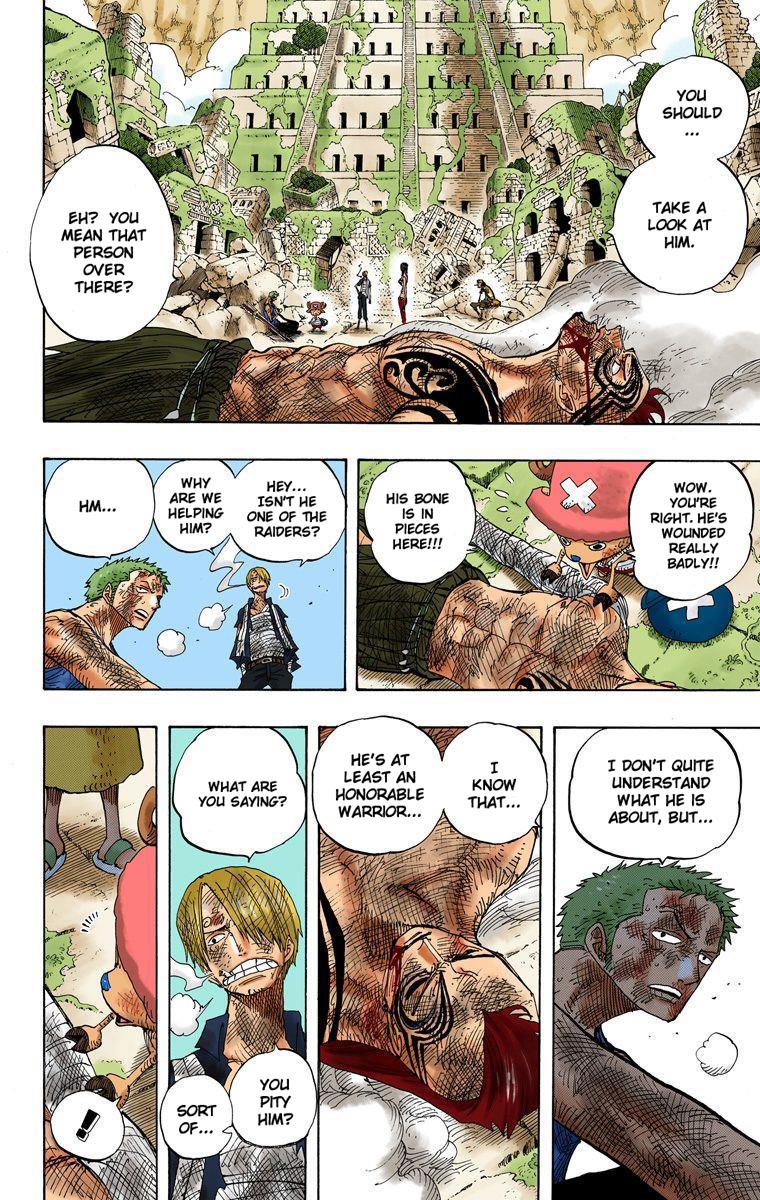 YOU
SHOULD
...
TAKE A
LOOK AT
HIM.
EH? YOU
MEAN THAT
PERSON
OVER
THERE?
WOW.
YOU'RE
RIGHT. HE'S
WOUNDED
REALLY
BADLY!!
HIS BONE
IS IN
PIECES
HERE!!!
HEY...
ISN'T HE
ONE OF THE
RAIDERS?
WHY
ARE WE
HELPING
HIM?
HM...
I DON'T QUITE
UNDERSTAND
WHAT HE IS
ABOUT, BUT...
I
KNOW
THAT...
HE'S AT
LEAST AN
HONORABLE
WARRIOR...
WHAT ARE
YOU SAYING?
YOU
PITY
HIM?
SORT
OF...
!